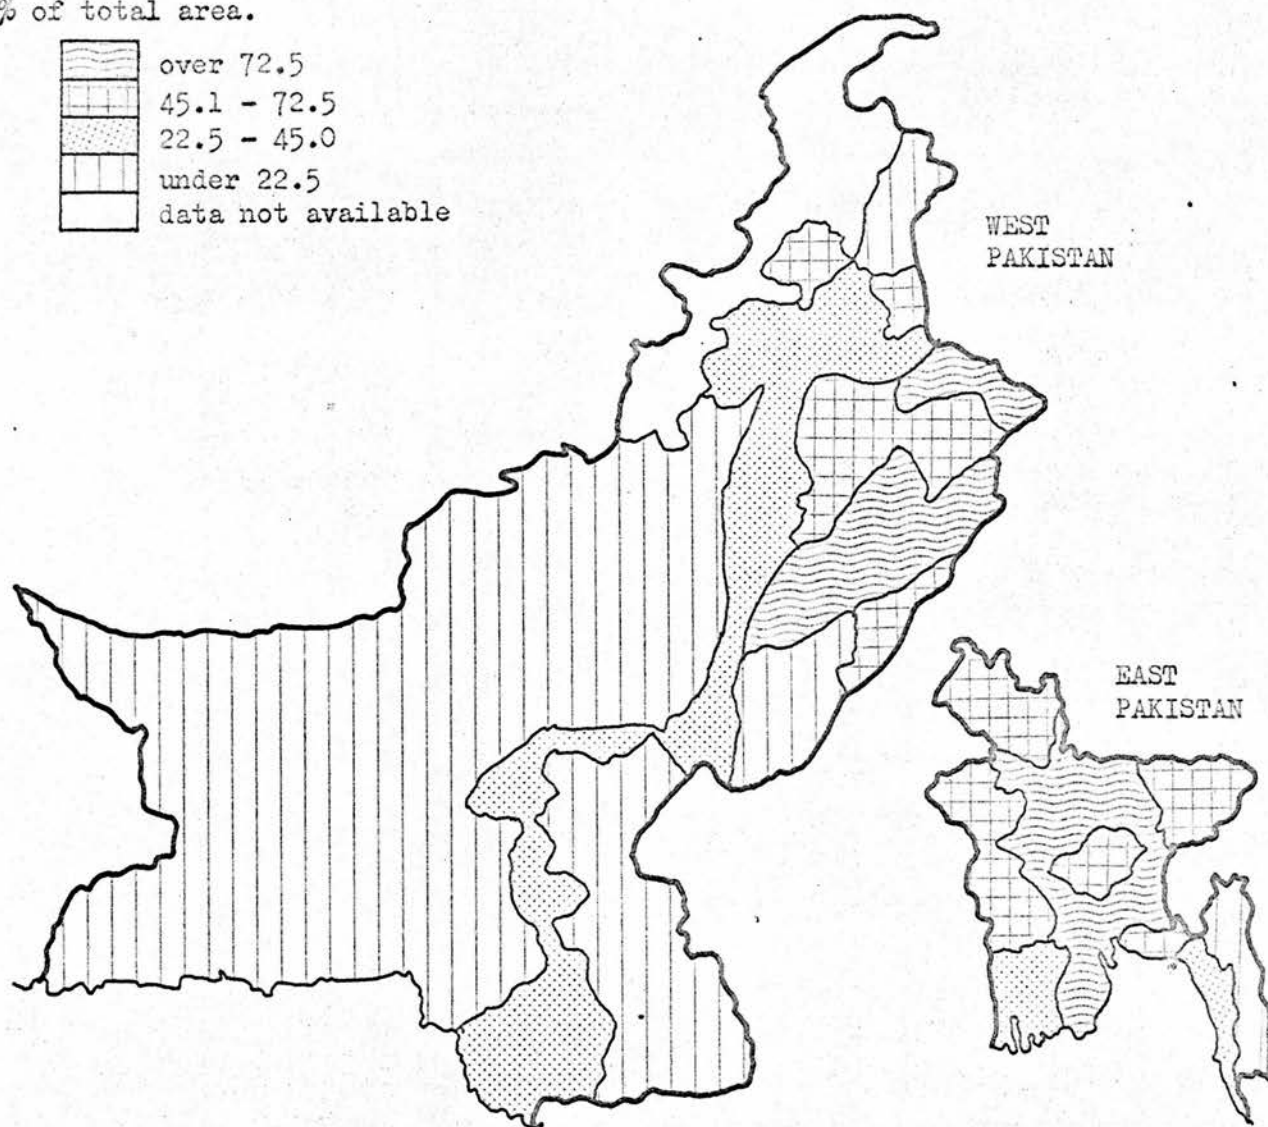 % of total area.
over 72.5
45.1 - 72.5
22.5 - 45.0
under 22.5
data not available
WEST
PAKISTAN
EAST
PAKISTAN